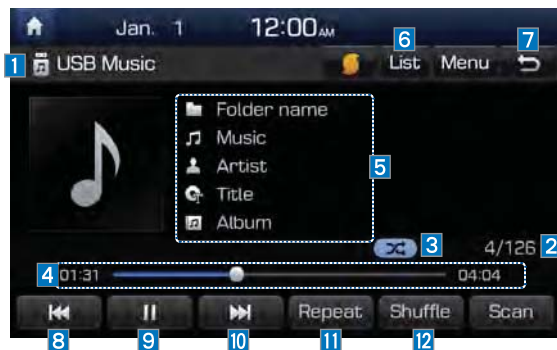 Jan. 1 12:00AM
6 7
1 USB Music List Menu
Folder name
Music
Artist
5
Title
Album
3 4/126 2
4 01:31 04:04
Repeat Shuffle Scan
8 9 10 11 12